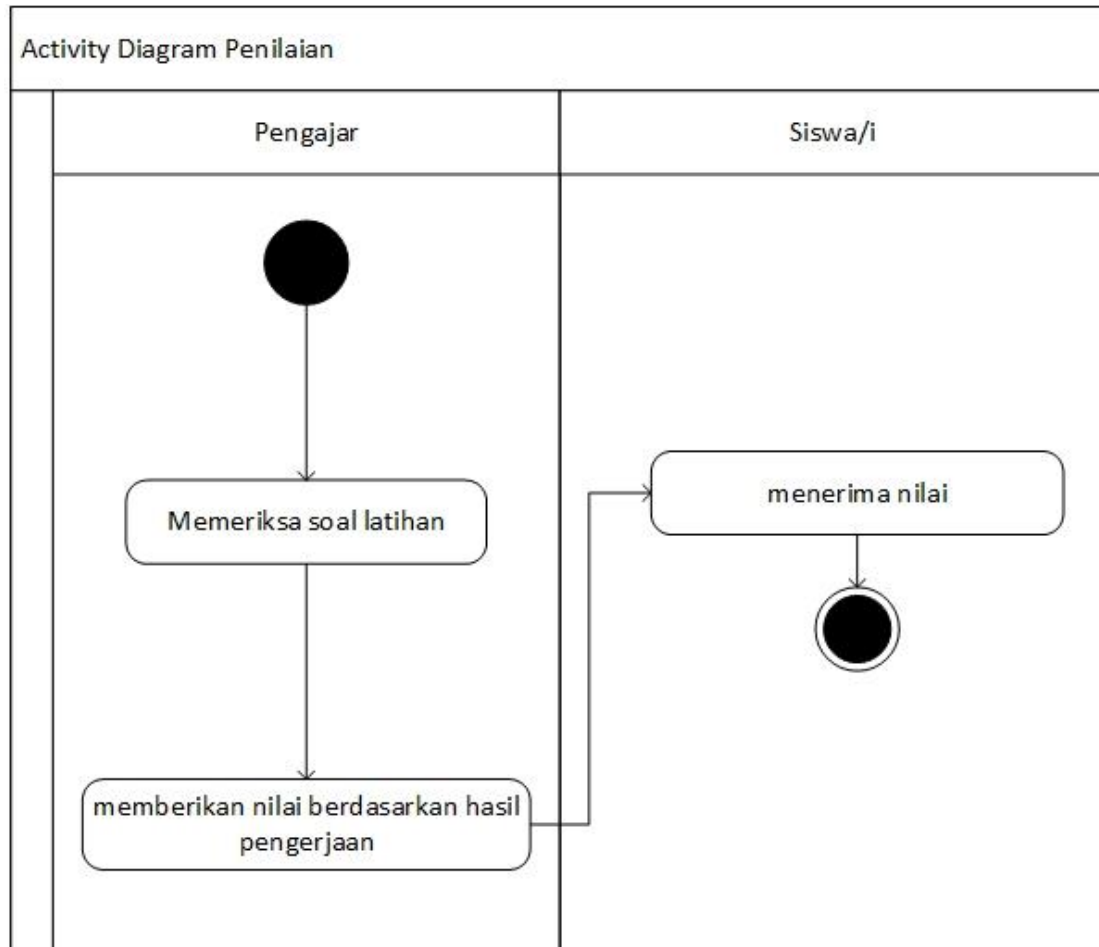 Activity Diagram Penilaian
Pengajar
Siswa/i
Memeriksa soal latihan
menerima nilai
memberikan nilai berdasarkan hasil
pengerjaan